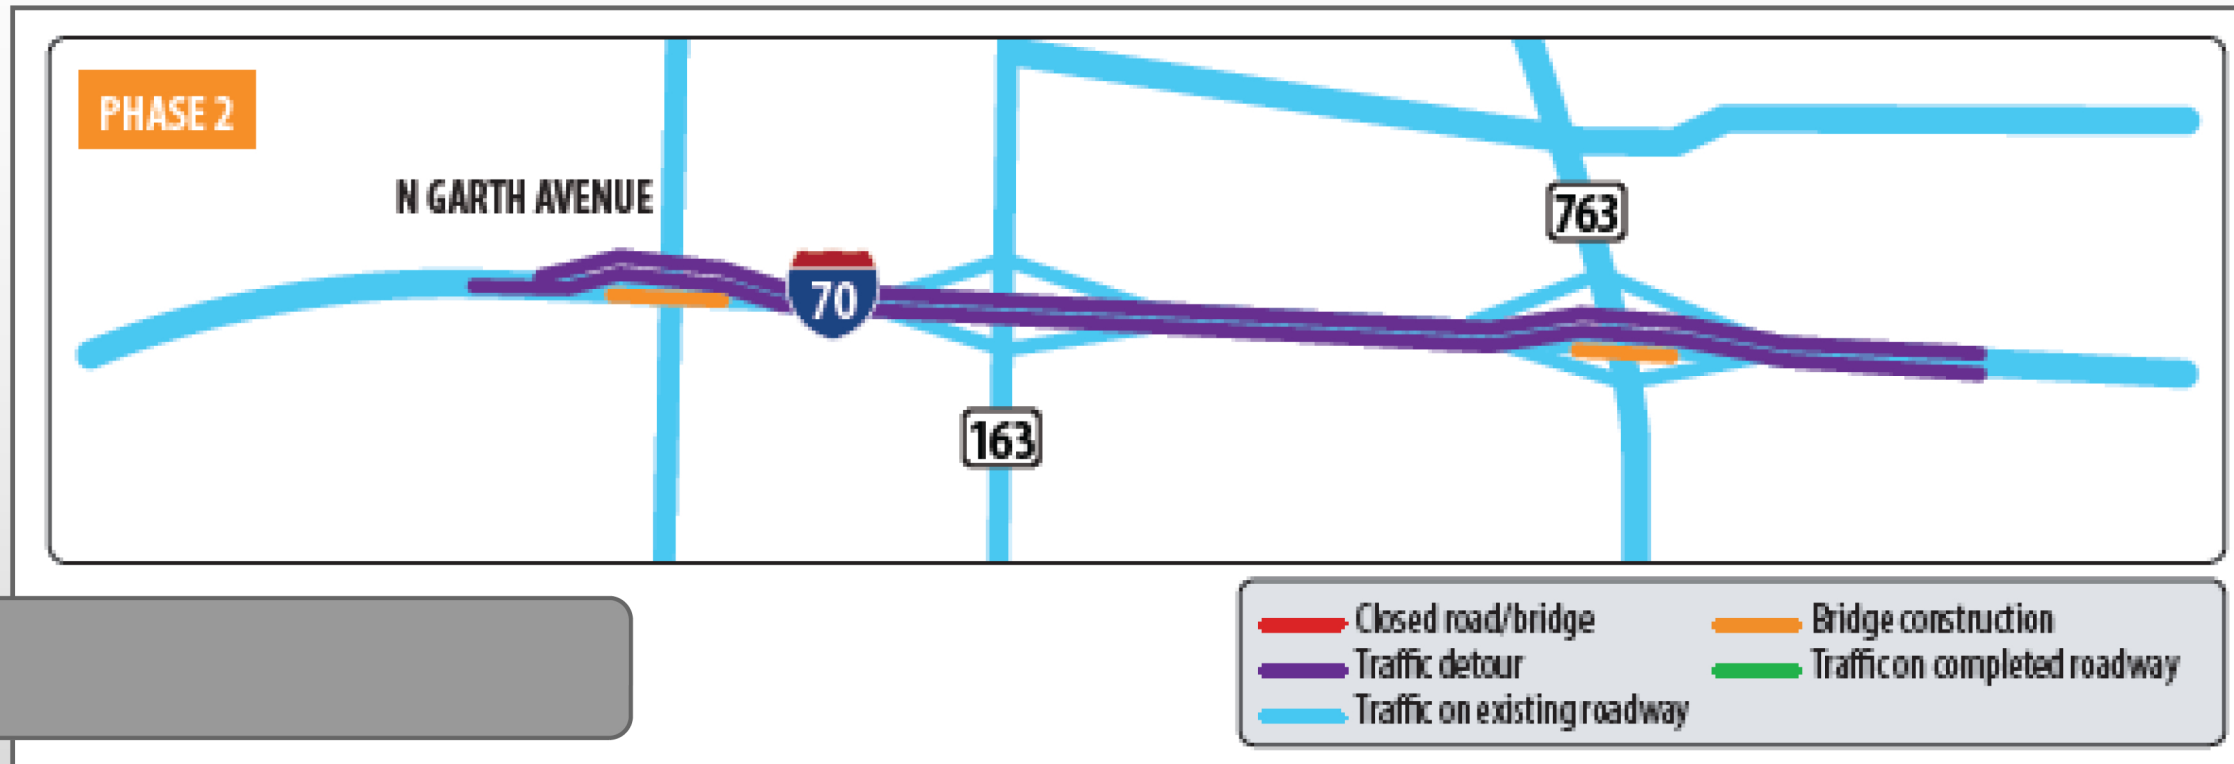 PHASE 2
N GARTH AVENUE
763
70
163
Closed road/bridge
Traffic detour
Traffic on existing roadway
Bridge construction
Traffic on completed roadway